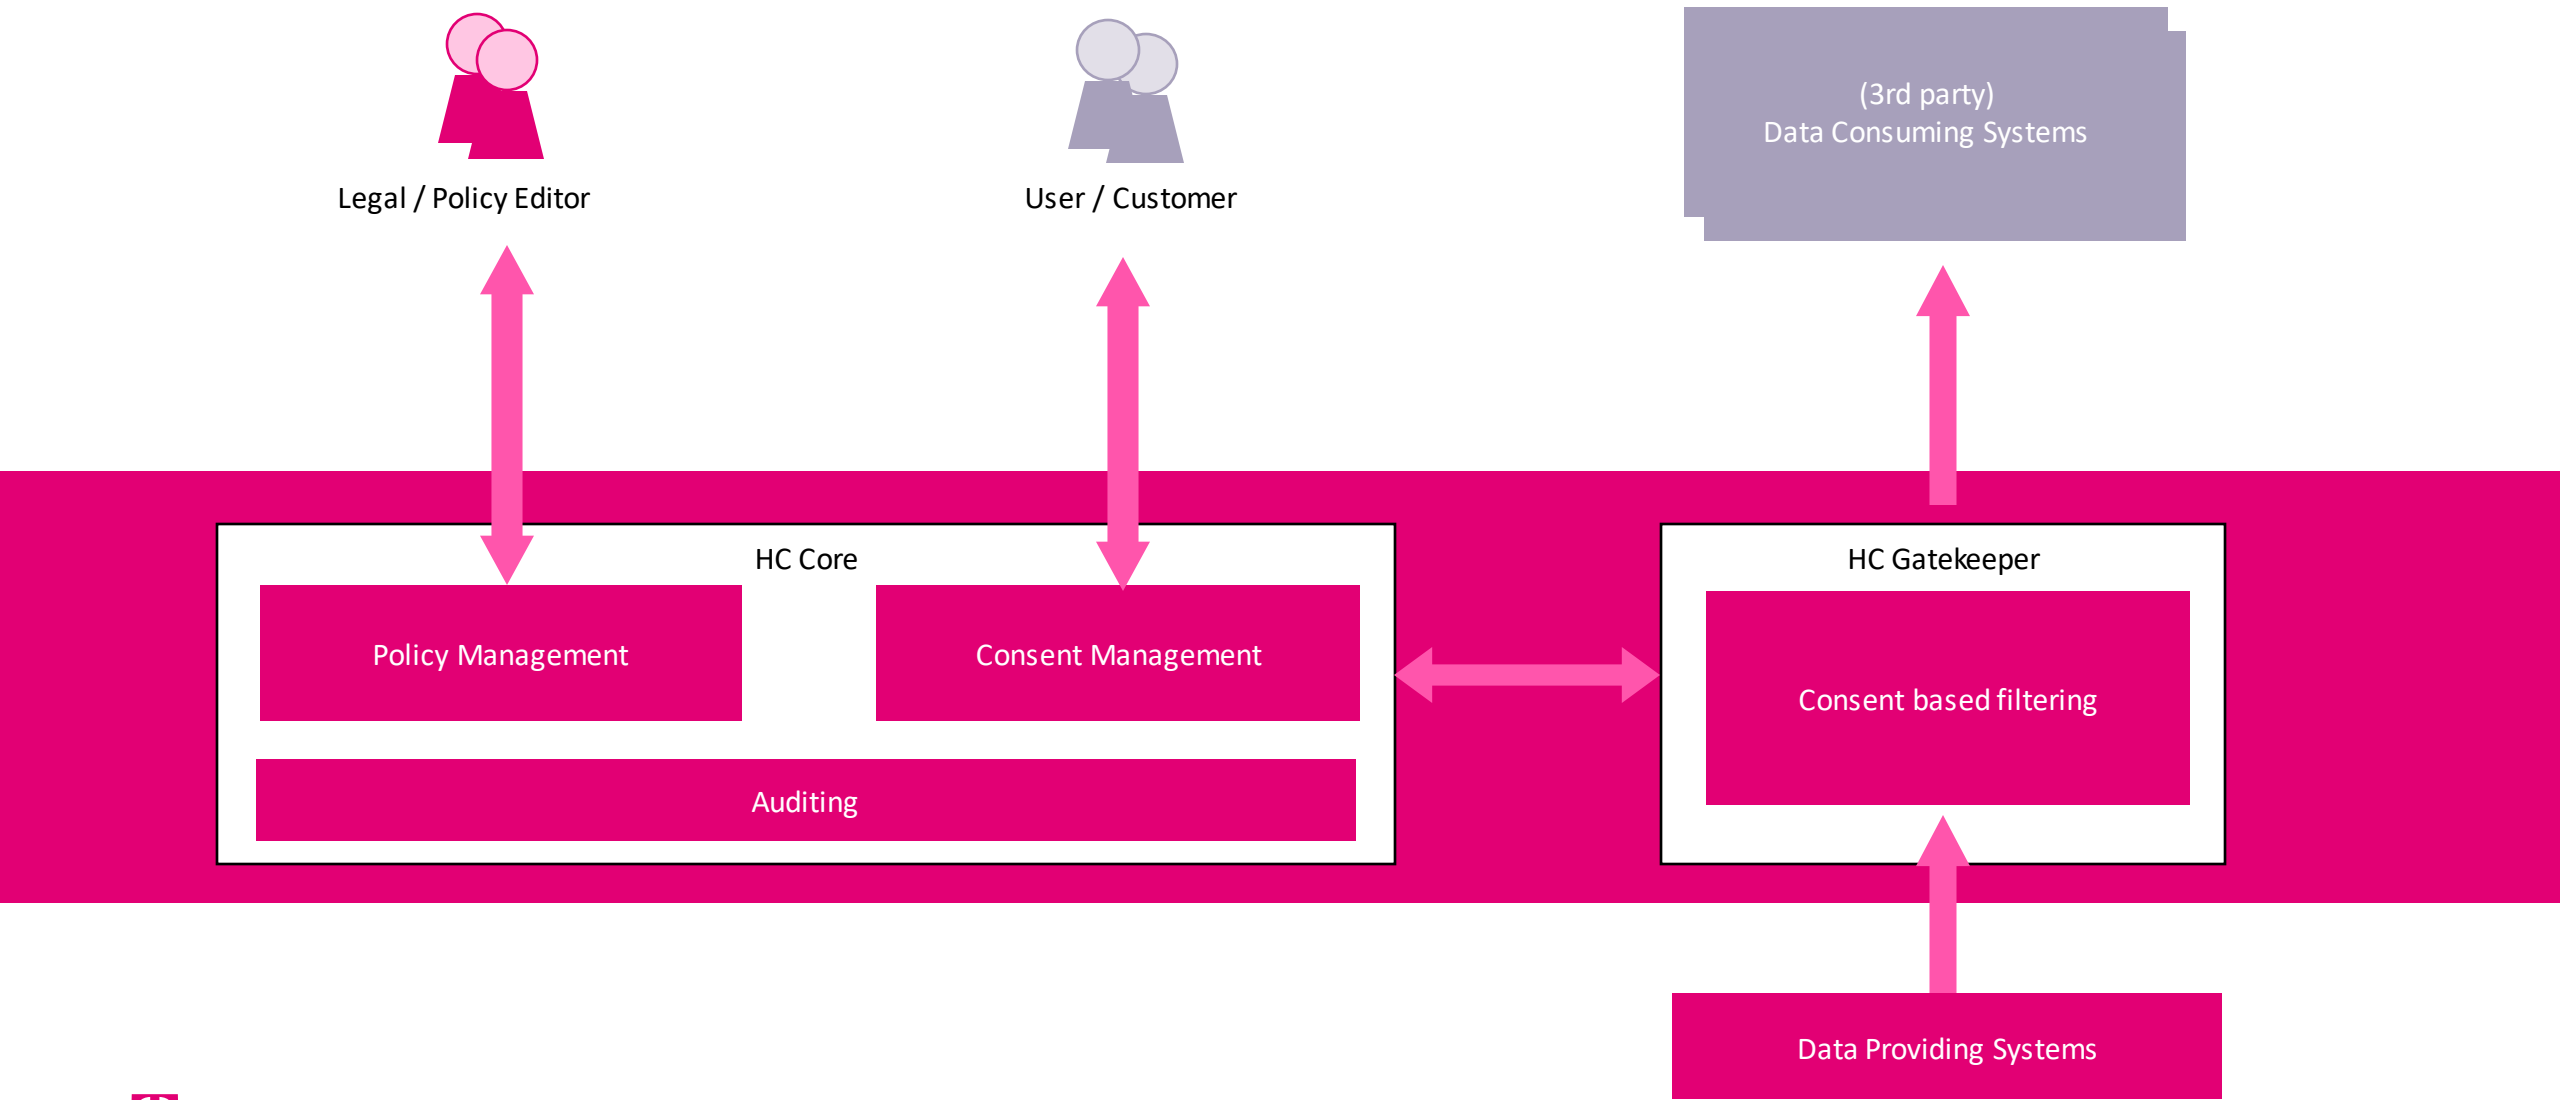 (3rd party)
Data Consuming Systems
Legal / Policy Editor
User / Customer
HC Core
HC Gatekeeper
Policy Management
Consent Management
Consent based filtering
Auditing
Data Providing Systems